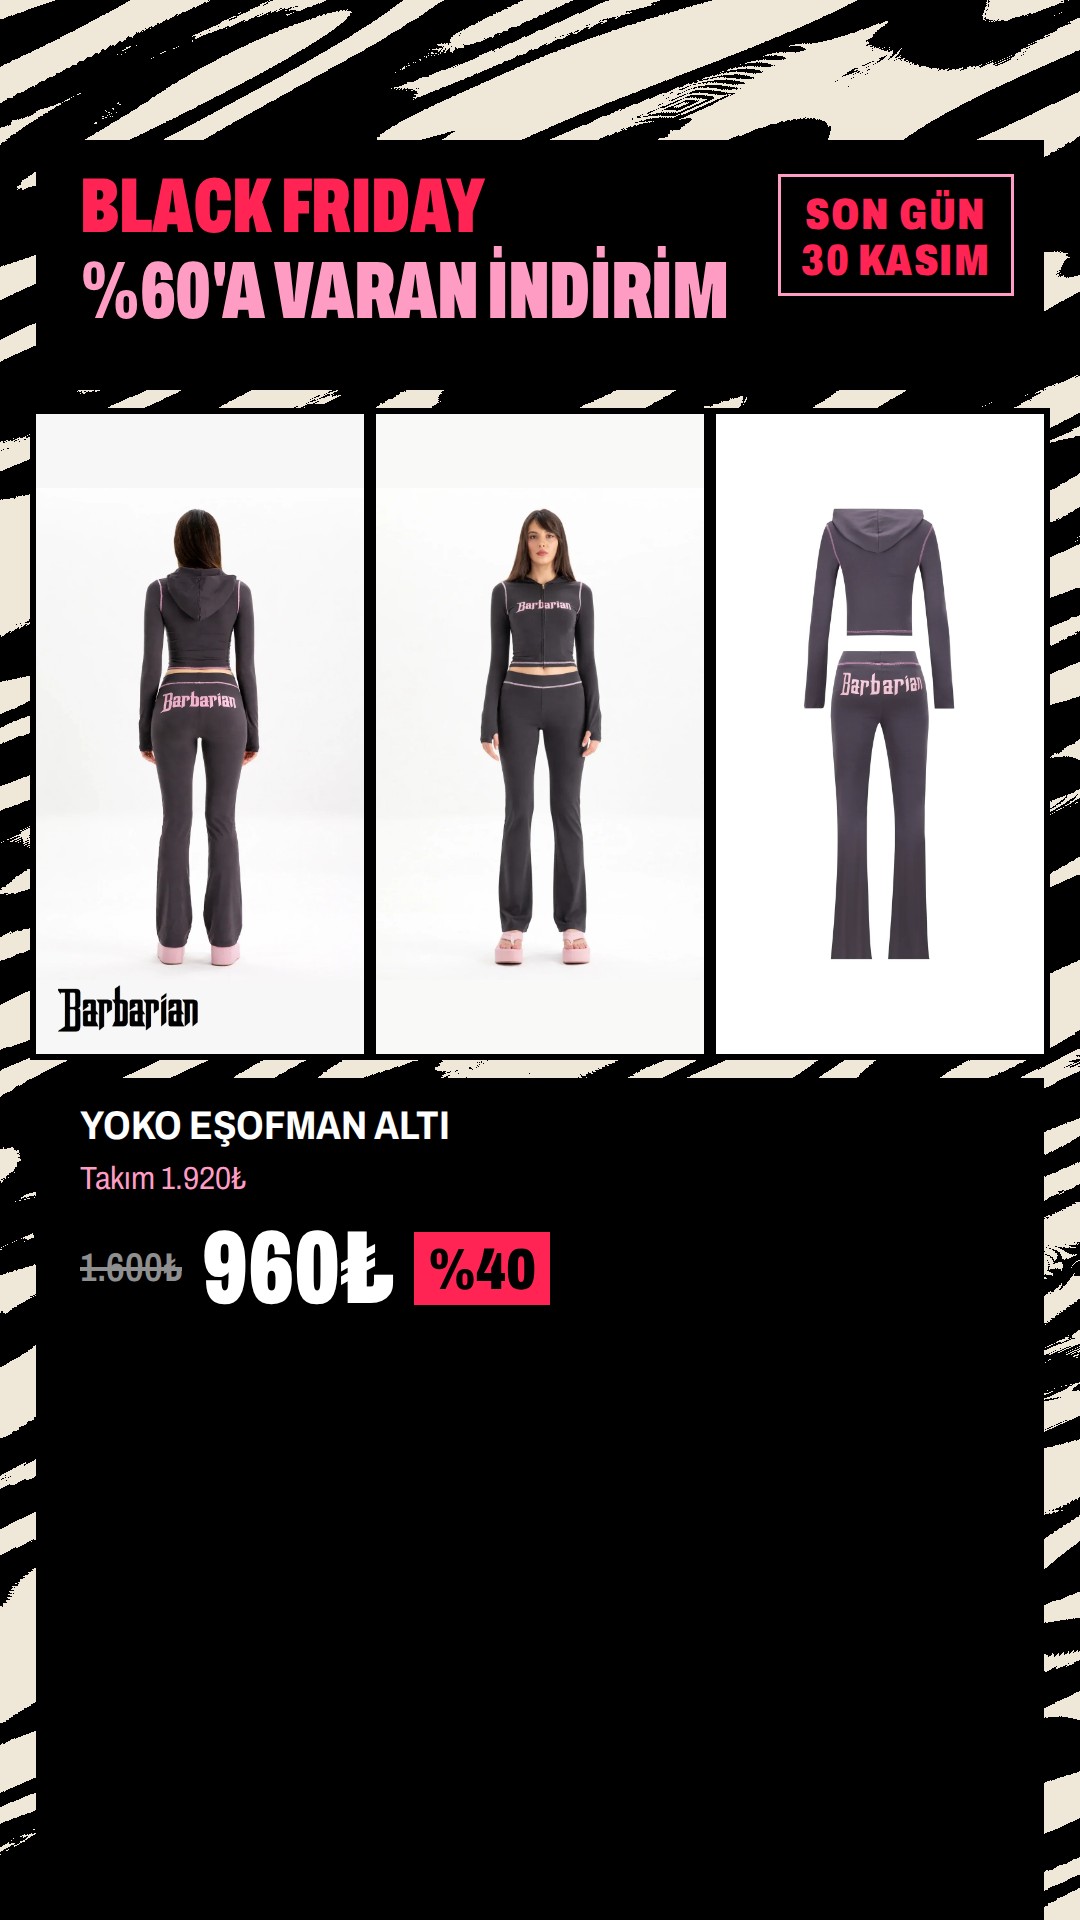 BLACK FRIDAY
%60'A VARAN İNDİRİM
SON GÜN
30 KASIM
Barbarian
Barbarian
Barbarian
Barbarian
YOKO EŞOFMAN ALTI
Takım 1.920₺
1.600₺ 960₺ %40